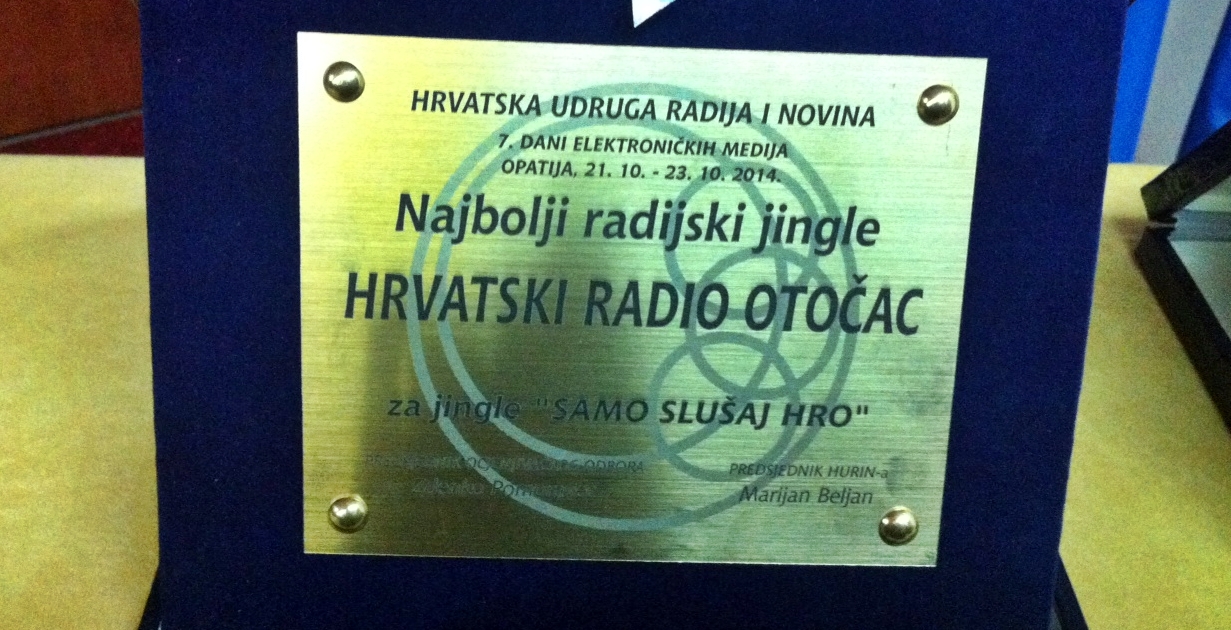 HRVATSKA UDRUGA RADIJA I NOVINA
7. DANI ELEKTRONIČKIH MEDIJA
OPATIJA, 21. 10. - 23. 10. 2014.
Najbolji radijski jingle
HRVATSKI RADIO OTOČAC
za jingle "SAMO SLUŠAJ HRO"
ODBORA
PREDSJEDNIK HURIN-a
Marijan Beljan